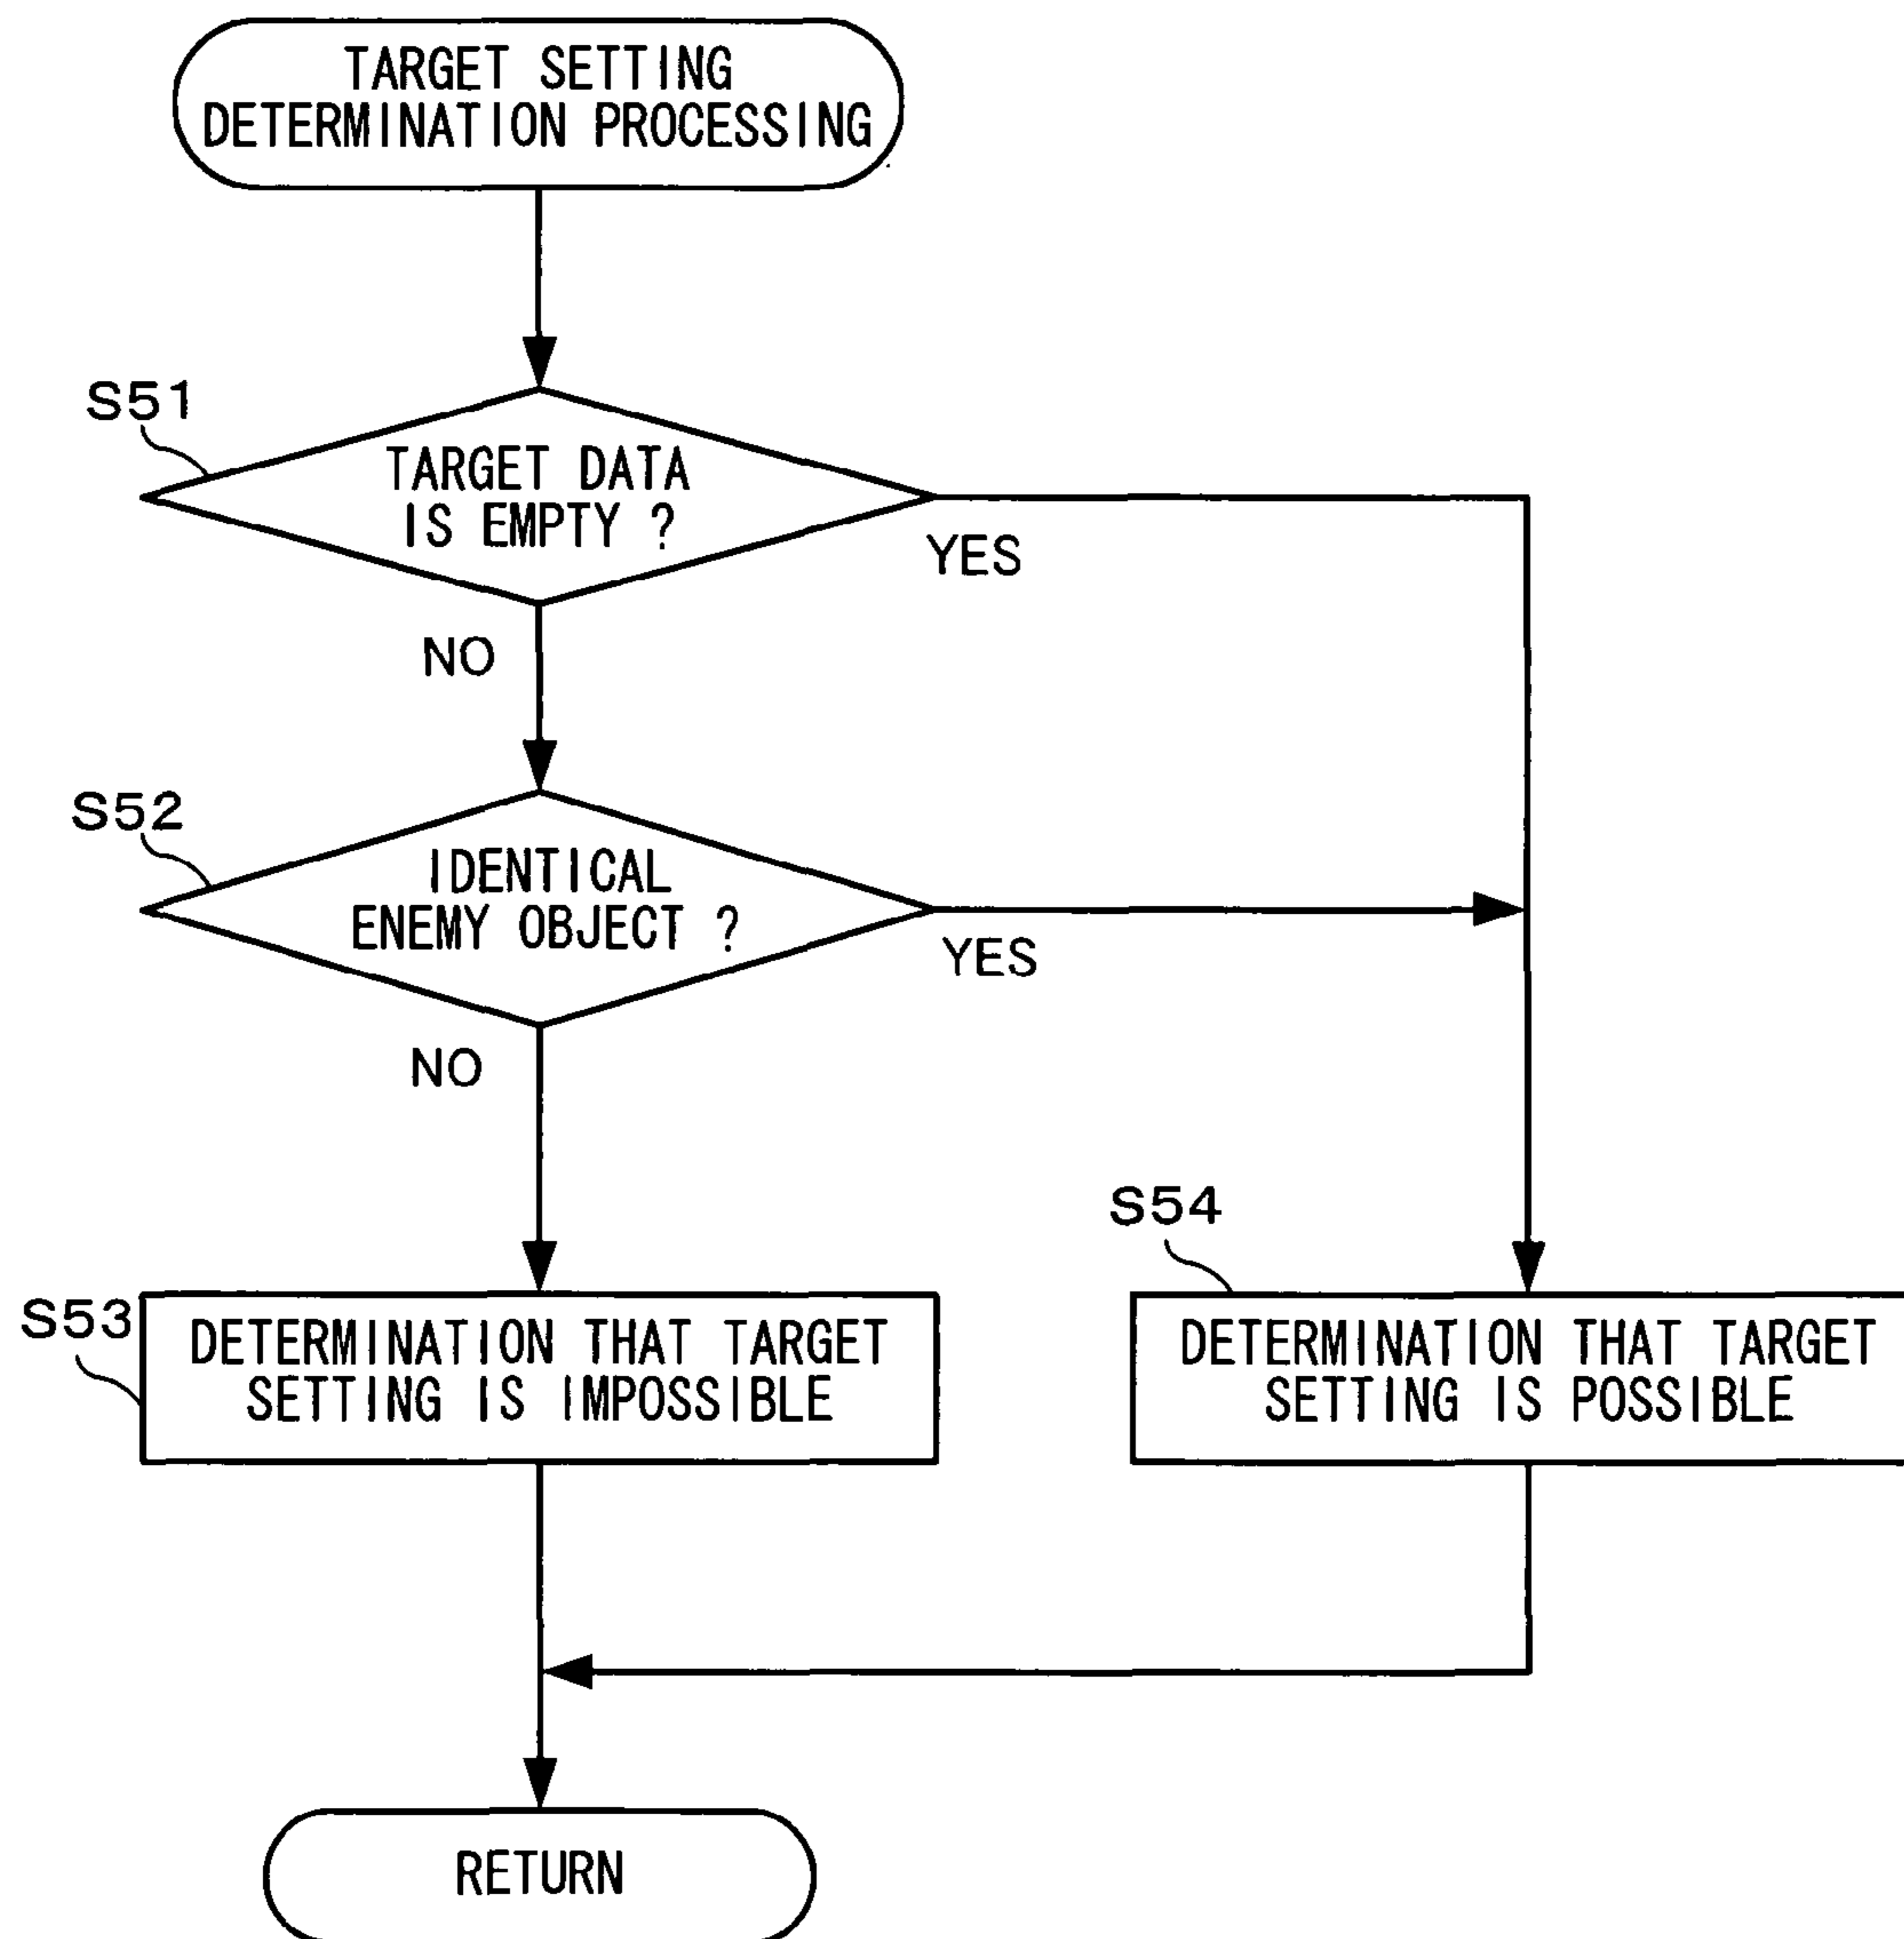 TARGET SETTING
DETERMINATION PROCESSING
S51
TARGET DATA
IS EMPTY ?
YES
NO
S52
IDENTICAL
ENEMY OBJECT ?
YES
NO
S54
S53
DETERMINATION THAT TARGET
SETTING IS IMPOSSIBLE
DETERMINATION THAT TARGET
SETTING IS POSSIBLE
RETURN